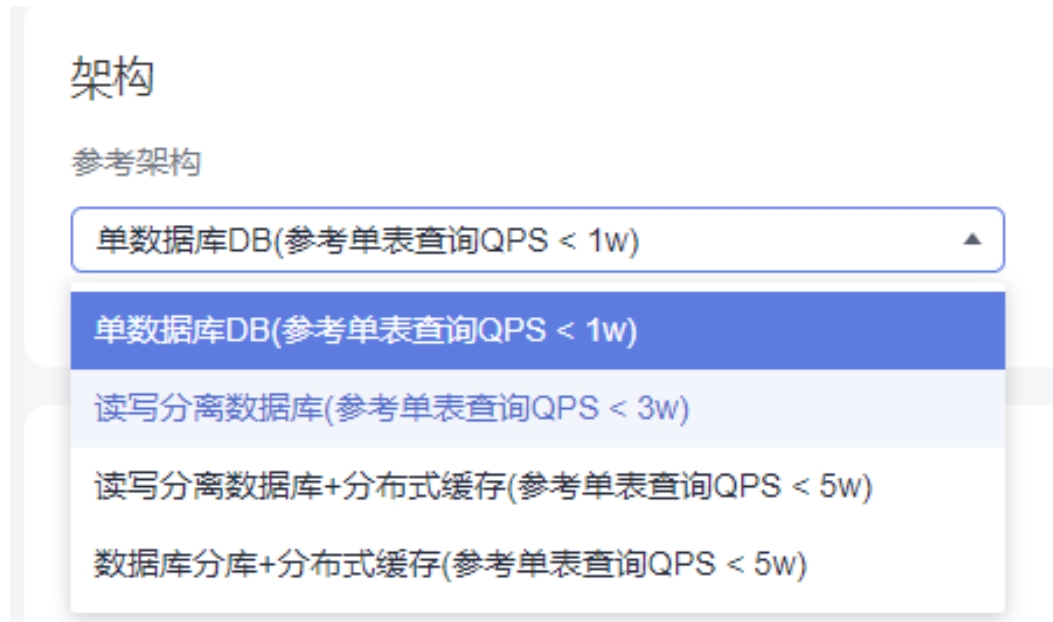 架构
参考架构
单数据库DB(参考单表查询QPS < 1w)
单数据库DB(参考单表查询QPS < 1w)
读写分离数据库(参考单表查询QPS < 3w)
读写分离数据库+分布式缓存(参考单表查询QPS < 5w)
数据库分库+分布式缓存(参考单表查询QPS < 5w)